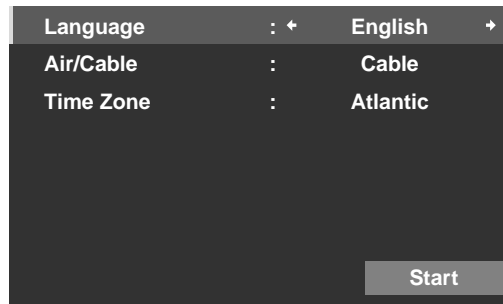 Language : English
Air/Cable : Cable
Time Zone : Atlantic
Start